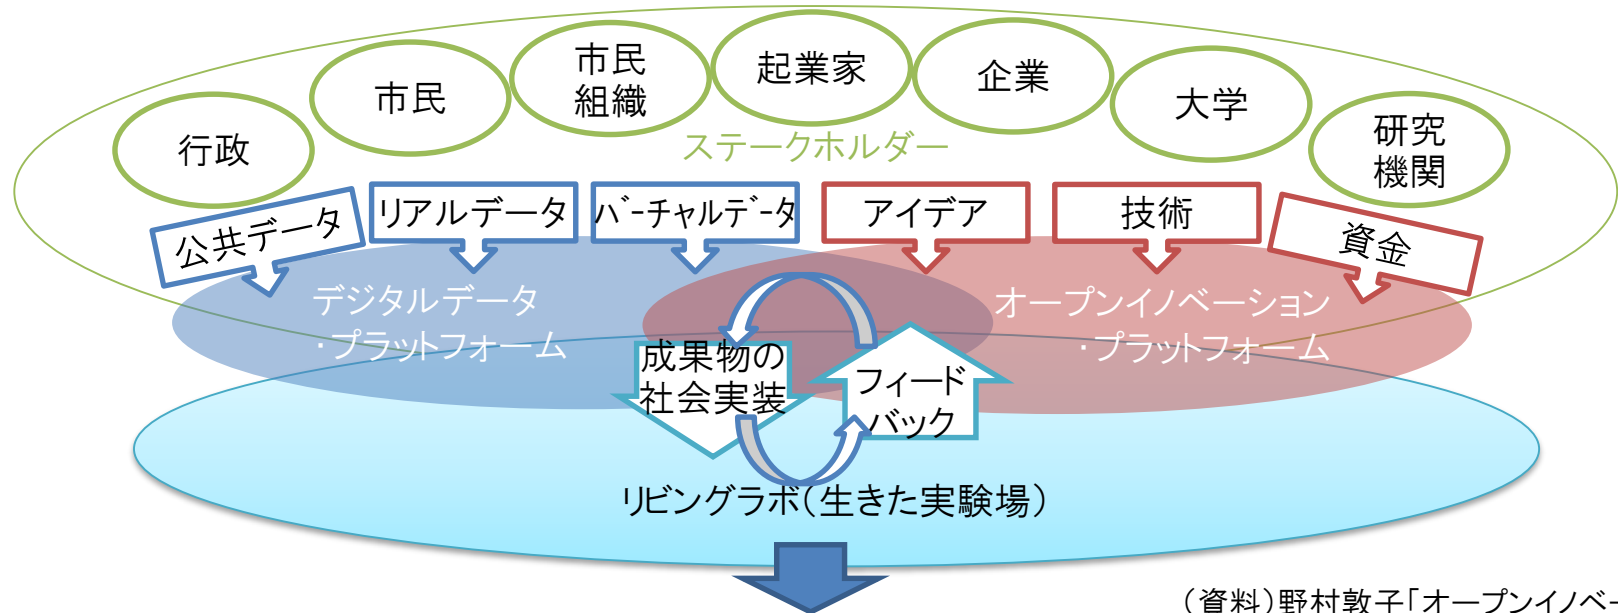 行政
市民
市民
組織
起業家
企業
大学
研究
機関
ステークホルダー
公共データ
リアルデータ
バーチャルデータ
アイデア
技術
資金
デジタルデータ
・プラットフォーム
オープンイノベーション
・プラットフォーム
成果物の
社会実装
フィード
バック
リビングラボ(生きた実験場)
(資料)野村敦子「オープンイノベー